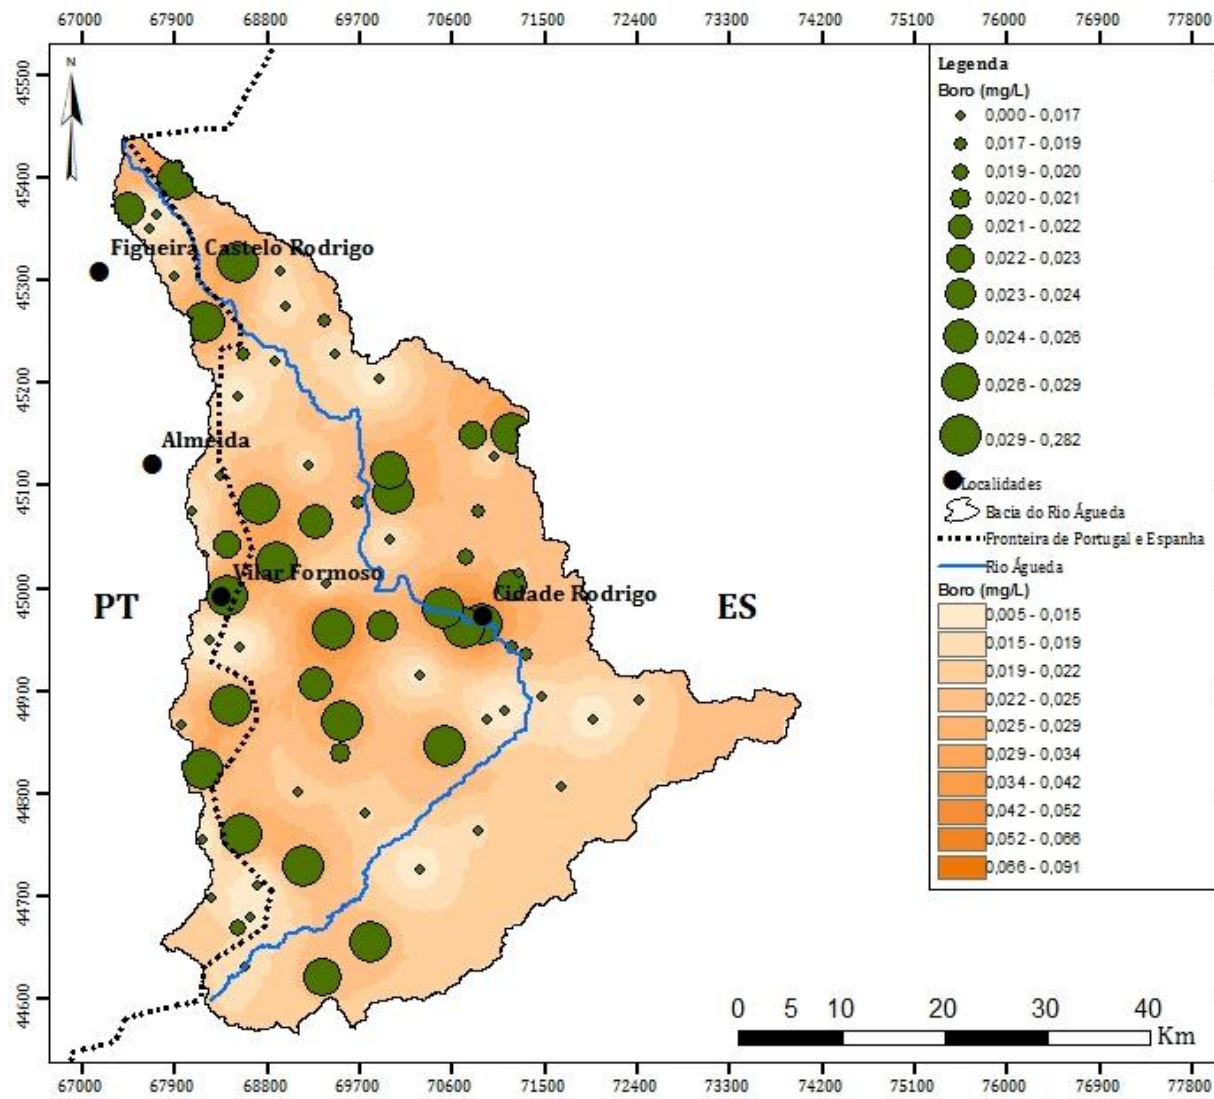 67000 67900 68800 69700 70600 71500 72400 73300 74200 75100 76000 76900 77800
N
45500
45400
45300
45200
45100
45000
44900
44800
44700
44600
Figueira Castelo Rodrigo
Almeida
Vilar Formoso
Cidade Rodrigo
PT
ES
Legenda
Boro (mg/L)
0,000 - 0,017
0,017 - 0,019
0,019 - 0,020
0,020 - 0,021
0,021 - 0,022
0,022 - 0,023
0,023 - 0,024
0,024 - 0,026
0,026 - 0,029
0,029 - 0,282
Localidades
Bacia do Rio Águeda
Fronteira de Portugal e Espanha
Rio Águeda
Boro (mg/L)
0,005 - 0,015
0,015 - 0,019
0,019 - 0,022
0,022 - 0,025
0,025 - 0,029
0,029 - 0,034
0,034 - 0,042
0,042 - 0,052
0,052 - 0,066
0,066 - 0,091
0 5 10 20 30 40
Km
67000 67900 68800 69700 70600 71500 72400 73300 74200 75100 76000 76900 77800